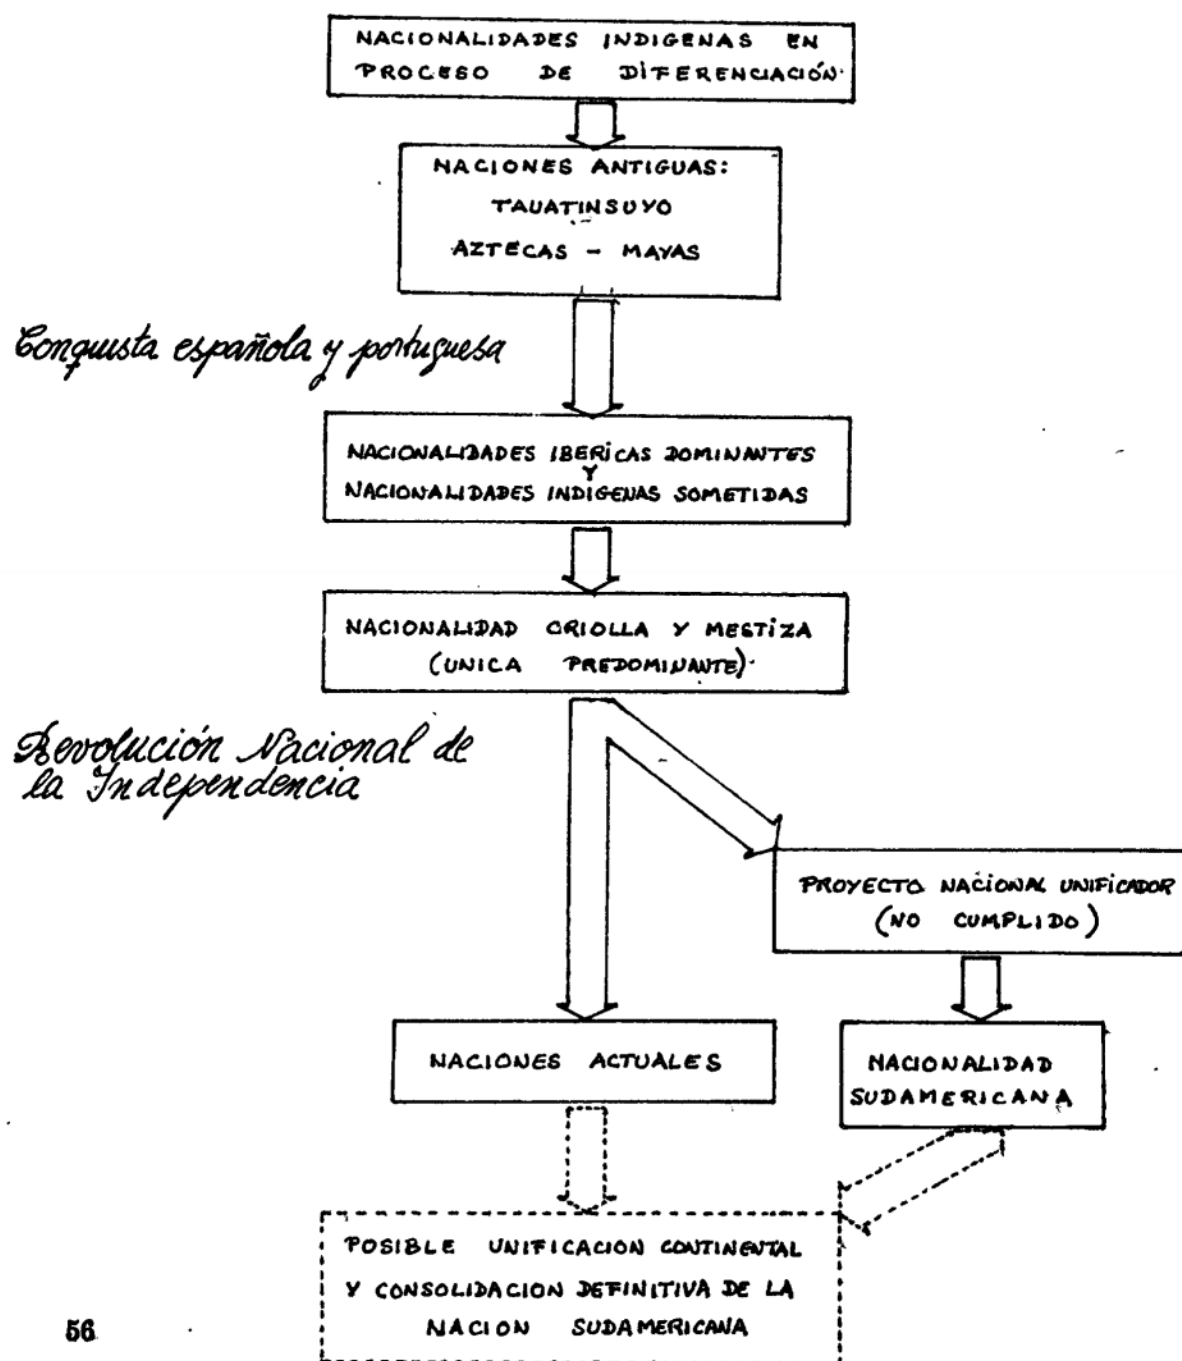 NACIONALIDADES INDIGENAS EN
PROCESO DE DIFERENCIACIÓN.
NACIONES ANTIGUAS:
TAUATINSUYO
AZTECAS - MAYAS
Conquista española y portuguesa
NACIONALIDADES IBERICAS DOMINANTES
Y
NACIONALIDADES INDIGENAS SOMETIDAS
NACIONALIDAD CRIOLLA Y MESTIZA
(UNICA PREDOMINANTE).
Revolución Nacional de
la Independencia
PROYECTO NACIONAL UNIFICADOR
(NO CUMPLIDO)
NACIONES ACTUALES
NACIONALIDAD
SUDAMERICANA
POSIBLE UNIFICACION CONTINENTAL
Y CONSOLIDACION DEFINITIVA DE LA
NACION SUDAMERICANA
56